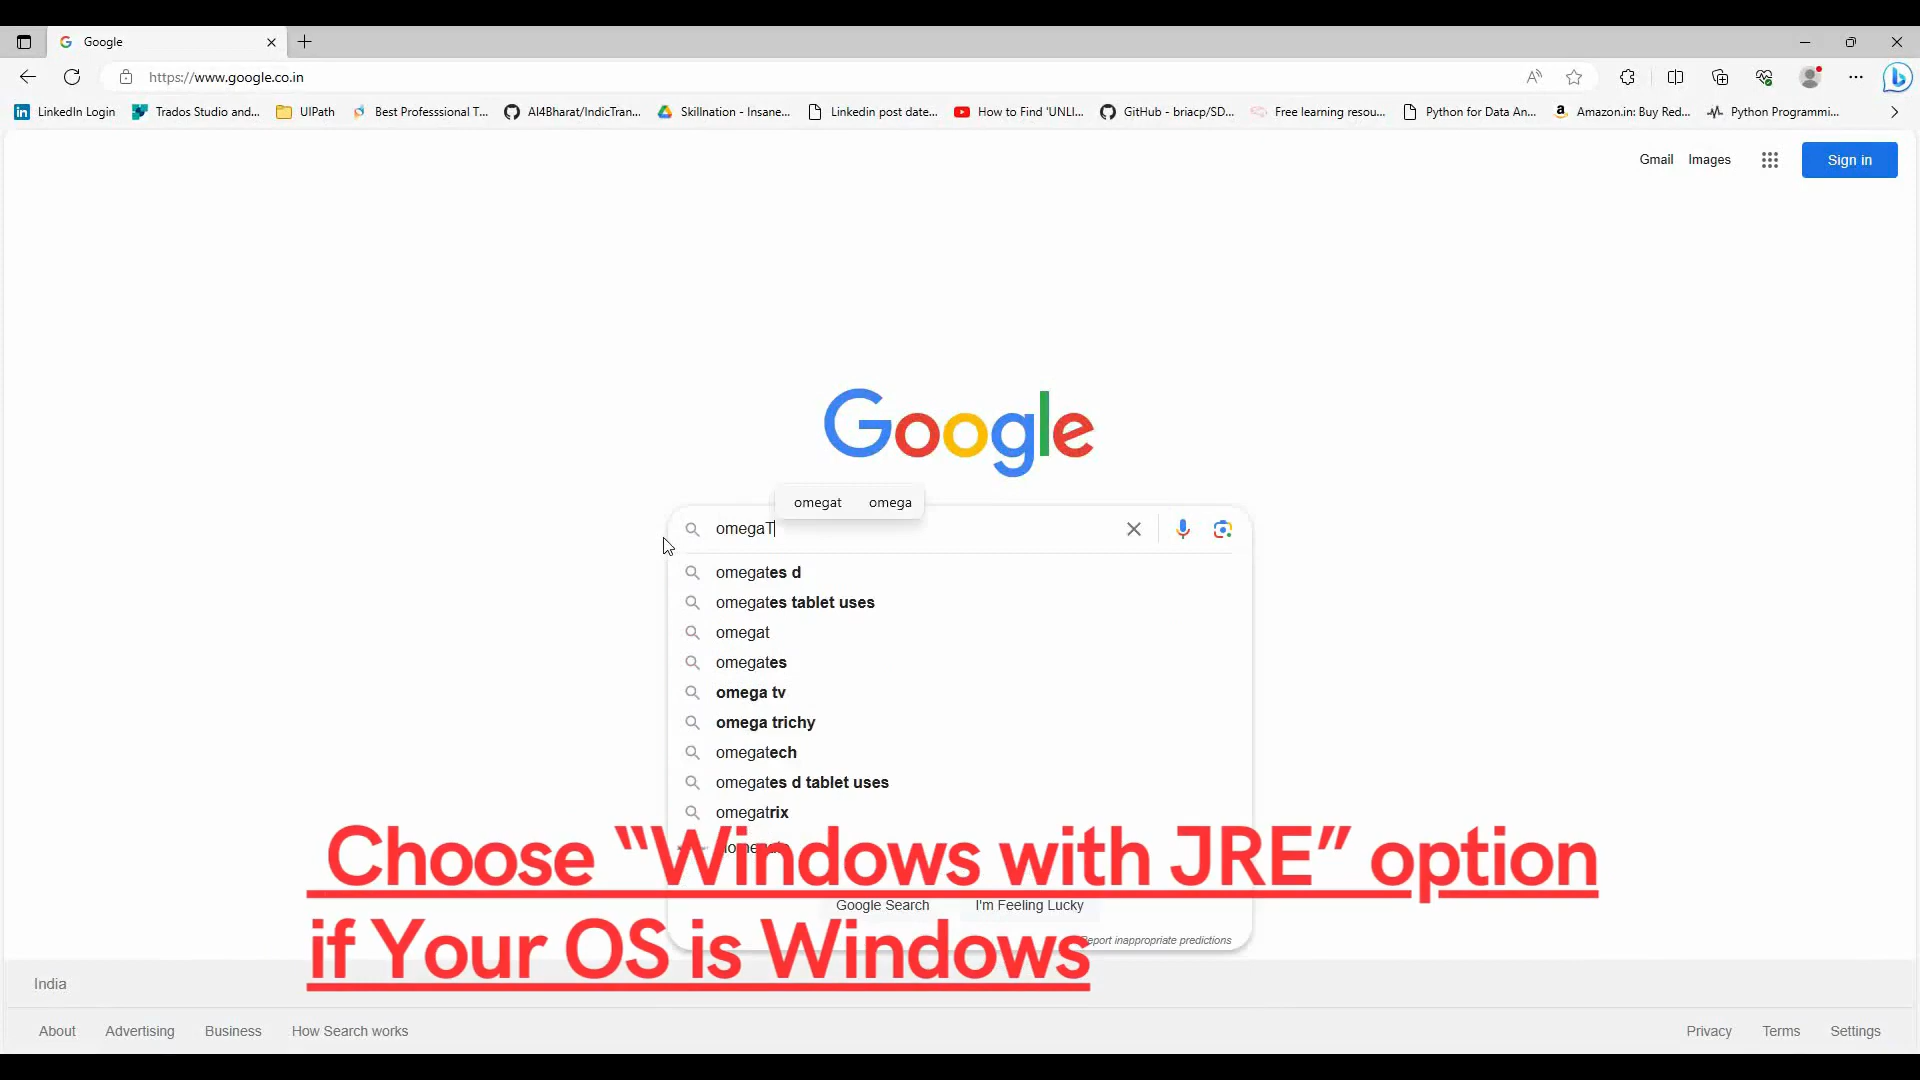 Google
https://www.google.co.in
LinkedIn Login
Trados Studio and...
UIPath
Best Professsional T...
AI4Bharat/IndicTran...
Skillnation - Insane...
Linkedin post date...
How to Find 'UNLI...
GitHub - briacp/SD...
Free learning resou...
Python for Data An...
Amazon.in: Buy Red...
Python Programmi...
Gmail
Images
Sign in
Google
omegat
omega
omegaT
omegates d
omegates tablet uses
omegat
omegates
omega tv
omega trichy
omegatech
omegates d tablet uses
omegatrix
Choose “Windows with JRE” option
if Your OS is Windows
Google Search
I'm Feeling Lucky
Report inappropriate predictions
India
About
Advertising
Business
How Search works
Privacy
Terms
Settings